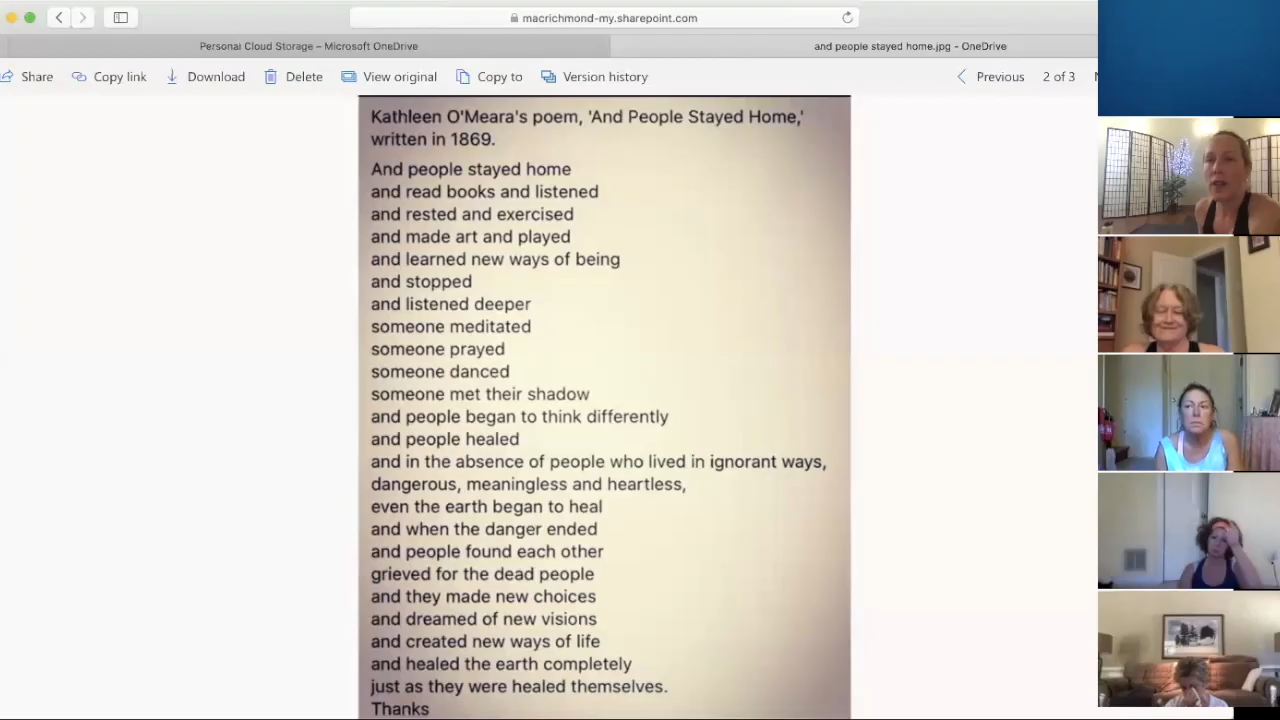 macrichmond-my.sharepoint.com
Personal Cloud Storage – Microsoft OneDrive
and people stayed home.jpg - OneDrive
Share
Copy link
Download
Delete
View original
Copy to
Version history
Previous
2 of 3
Kathleen O'Meara's poem, 'And People Stayed Home,'
written in 1869.
And people stayed home
and read books and listened
and rested and exercised
and made art and played
and learned new ways of being
and stopped
and listened deeper
someone meditated
someone prayed
someone danced
someone met their shadow
and people began to think differently
and people healed
and in the absence of people who lived in ignorant ways,
dangerous, meaningless and heartless,
even the earth began to heal
and when the danger ended
and people found each other
grieved for the dead people
and they made new choices
and dreamed of new visions
and created new ways of life
and healed the earth completely
just as they were healed themselves.
Thanks